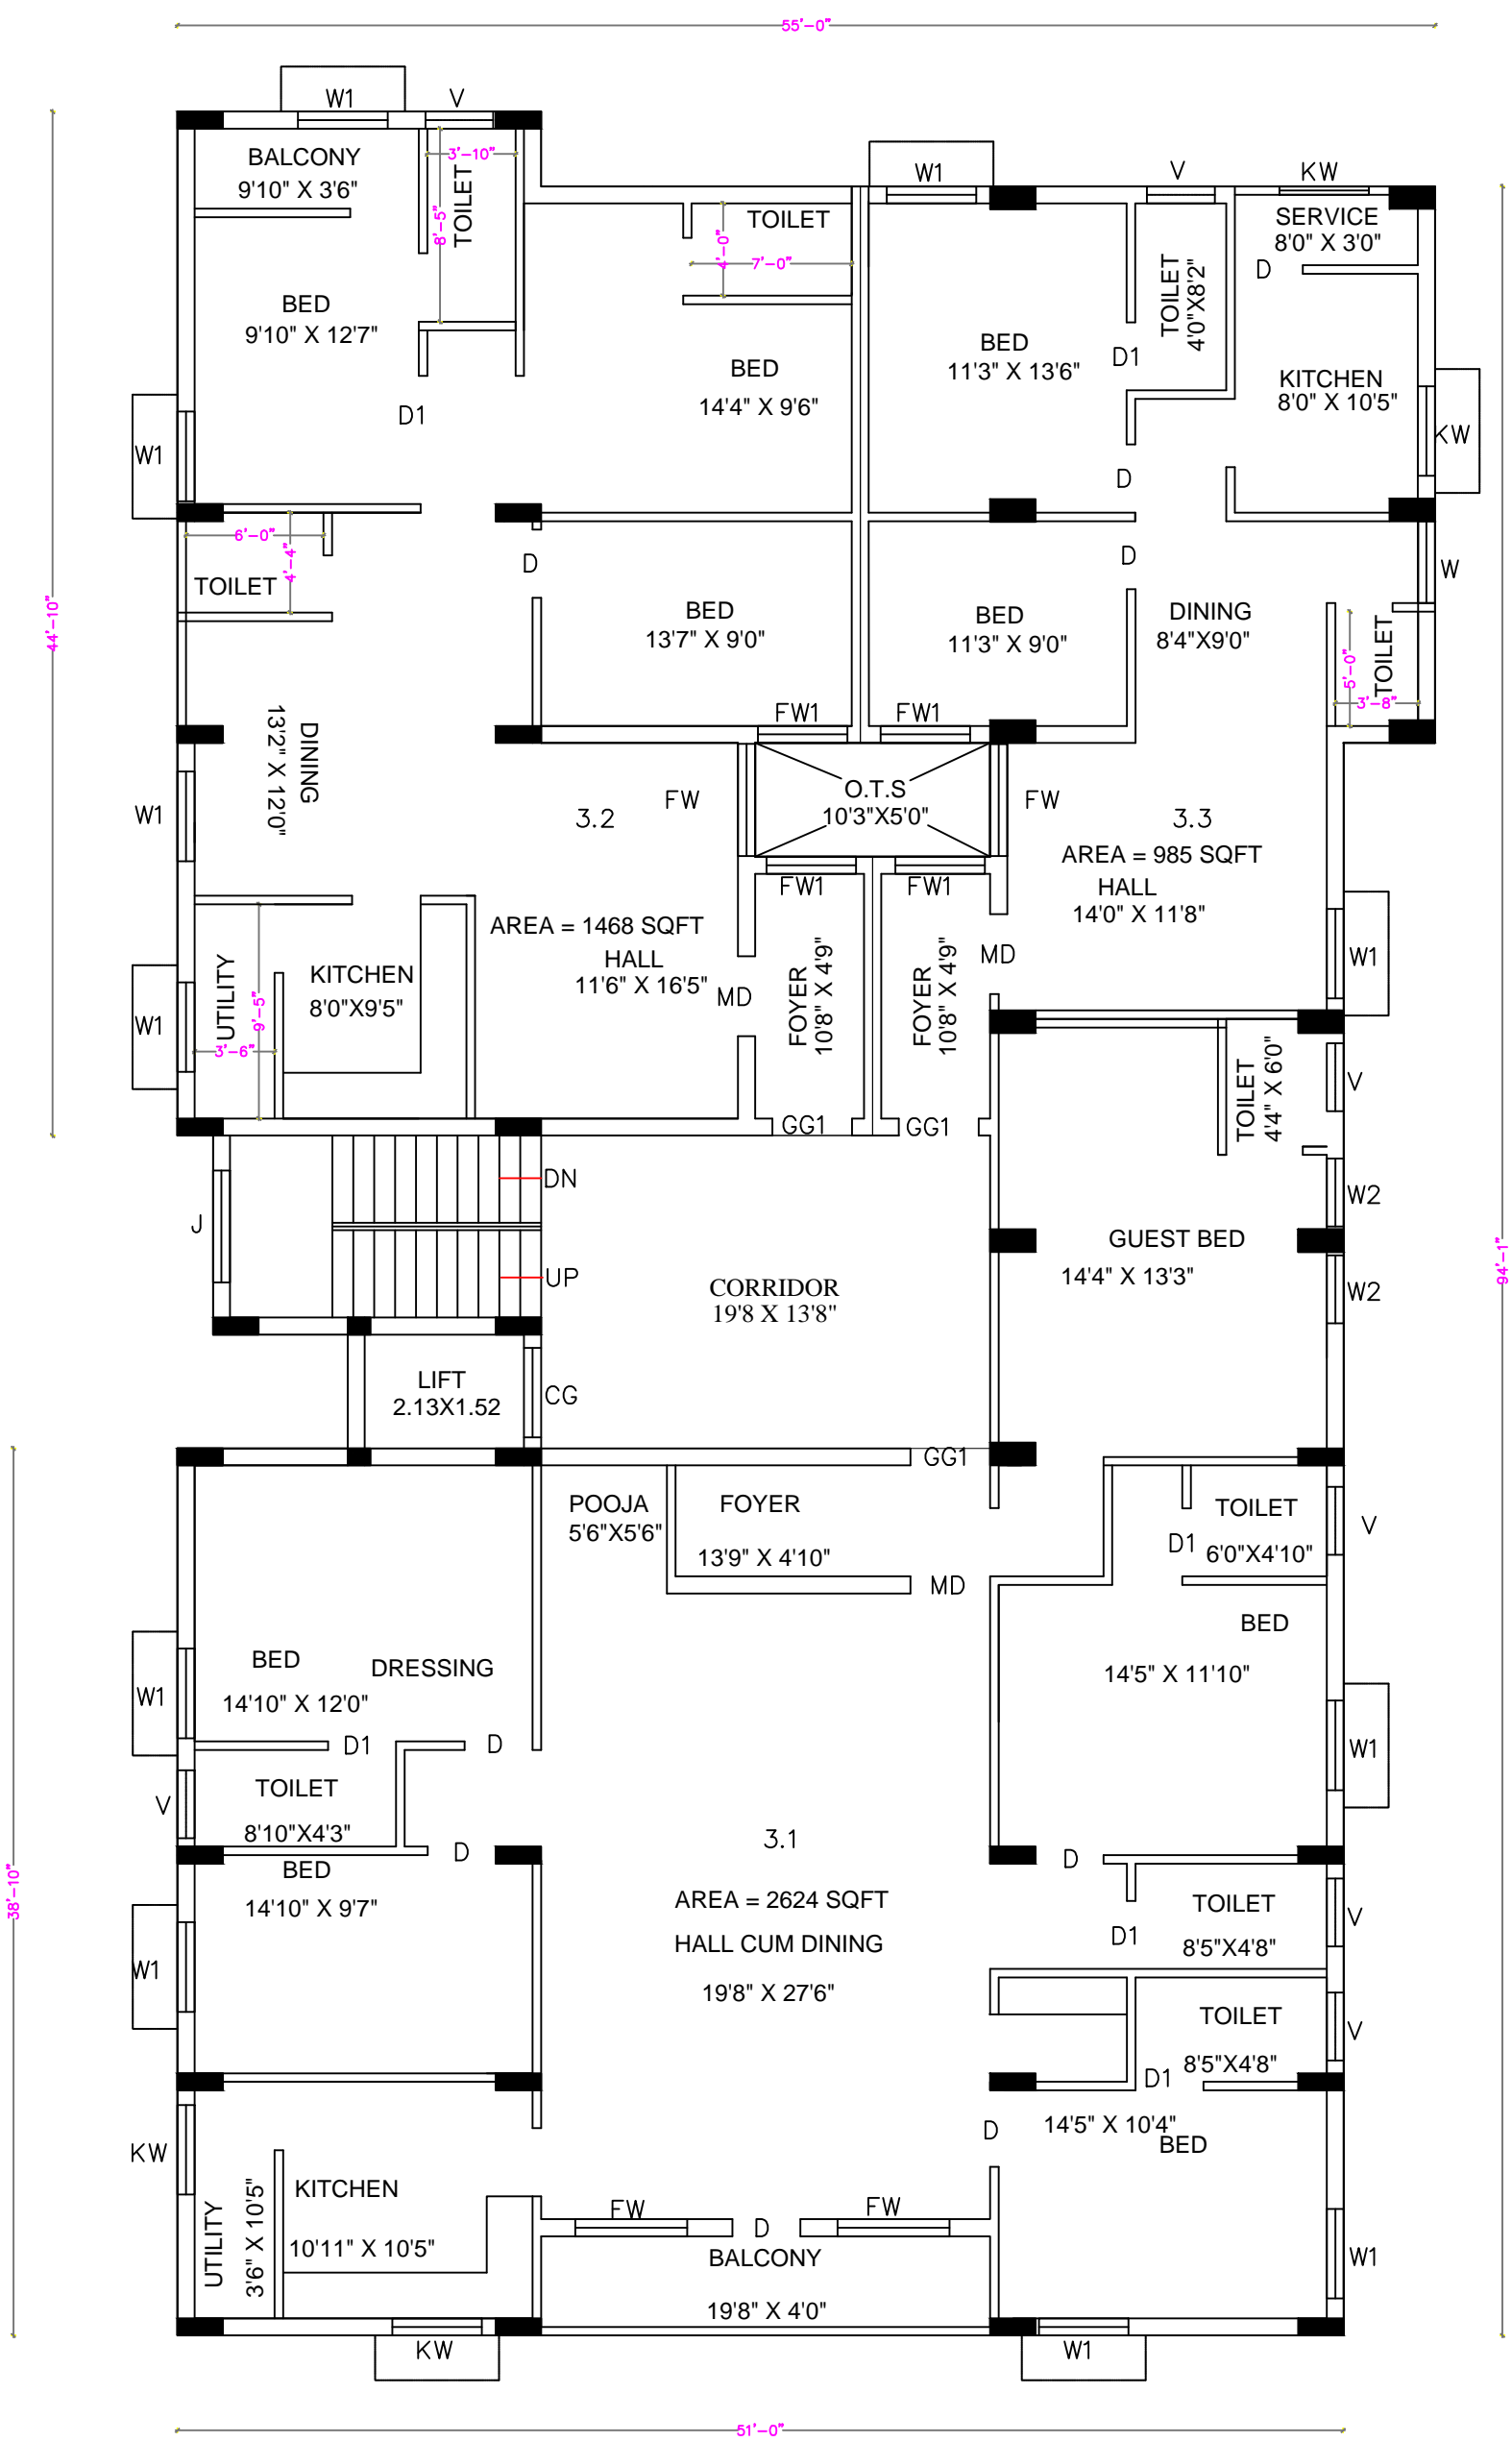 55'-0"
W1
V
BALCONY
9'10" X 3'6"
3'-10"
TOILET
8'-5"
W1
V
KW
TOILET
4'-0"
7'-0"
SERVICE
8'0" X 3'0"
D
TOILET
4'0"X8'2"
BED
9'10" X 12'7"
BED
14'4" X 9'6"
BED
11'3" X 13'6"
D1
KITCHEN
8'0" X 10'5"
D1
W1
KW
D
6'-0"
4'-4"
TOILET
D
D
W
BED
13'7" X 9'0"
BED
11'3" X 9'0"
DINING
8'4"X9'0"
TOILET
5'-0"
3'-8"
44'-10"
FW1
FW1
DINING
13'2" X 12'0"
W1
FW
O.T.S
10'3"X5'0"
FW
3.2
3.3
AREA = 985 SQFT
HALL
14'0" X 11'8"
FW1
FW1
AREA = 1468 SQFT
HALL
11'6" X 16'5"
MD
FOYER
10'8" X 4'9"
FOYER
10'8" X 4'9"
MD
W1
UTILITY
9'-5"
3'-6"
KITCHEN
8'0"X9'5"
W1
TOILET
4'4" X 6'0"
V
GG1
GG1
DN
J
UP
W2
GUEST BED
14'4" X 13'3"
W2
CORRIDOR
19'8 X 13'8"
94'-1"
LIFT
2.13X1.52
CG
GG1
POOJA
5'6"X5'6"
FOYER
13'9" X 4'10"
MD
TOILET
6'0"X4'10"
D1
V
BED
14'5" X 11'10"
BED
14'10" X 12'0"
DRESSING
W1
D1
D
W1
TOILET
8'10"X4'3"
V
D
BED
14'10" X 9'7"
W1
38'-10"
3.1
AREA = 2624 SQFT
HALL CUM DINING
19'8" X 27'6"
D
TOILET
8'5"X4'8"
D1
V
TOILET
8'5"X4'8"
V
D1
14'5" X 10'4"
BED
D
KW
UTILITY
3'6" X 10'5"
KITCHEN
10'11" X 10'5"
FW
D
FW
BALCONY
19'8" X 4'0"
W1
KW
W1
51'-0"